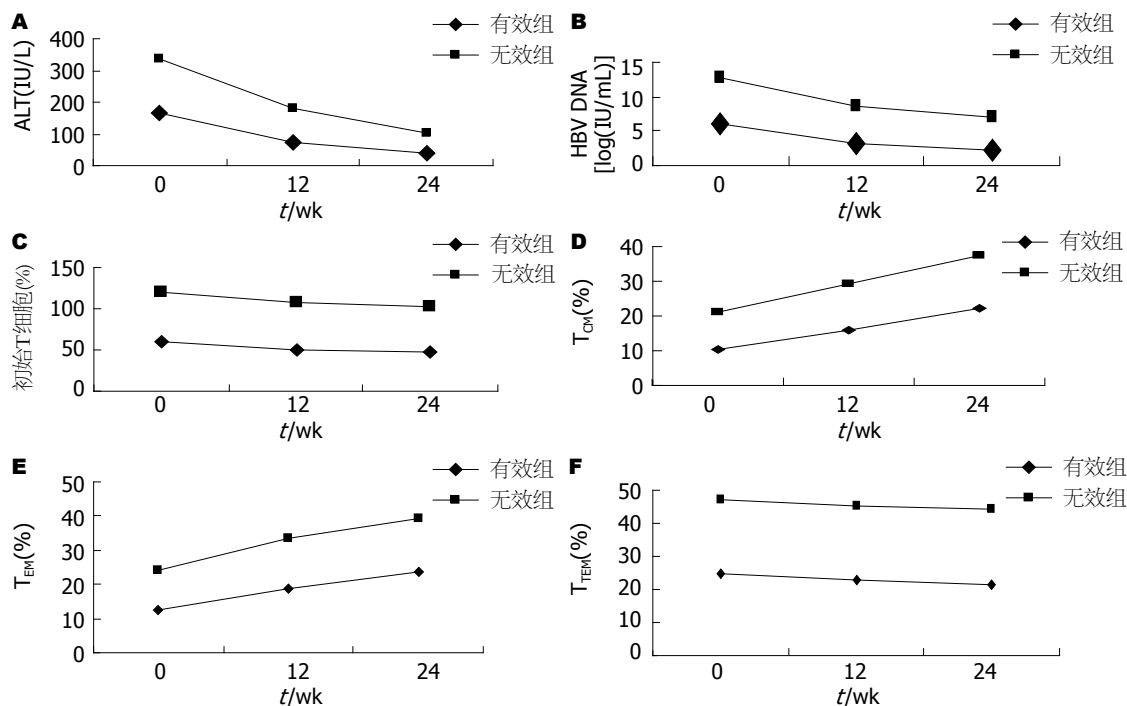 A
有效组
无效组
ALT(IU/L)
400
300
200
100
0
0 12 24
t/wk
B
有效组
无效组
HBV DNA
[log(IU/mL)]
15
10
5
0
0 12 24
t/wk
C
有效组
无效组
初始T细胞(%)
150
100
50
0
0 12 24
t/wk
D
有效组
无效组
TCM(%)
40
30
20
10
0
0 12 24
t/wk
E
有效组
无效组
TEM(%)
50
40
30
20
10
0
0 12 24
t/wk
F
有效组
无效组
TTEM(%)
50
40
30
20
10
0
0 12 24
t/wk